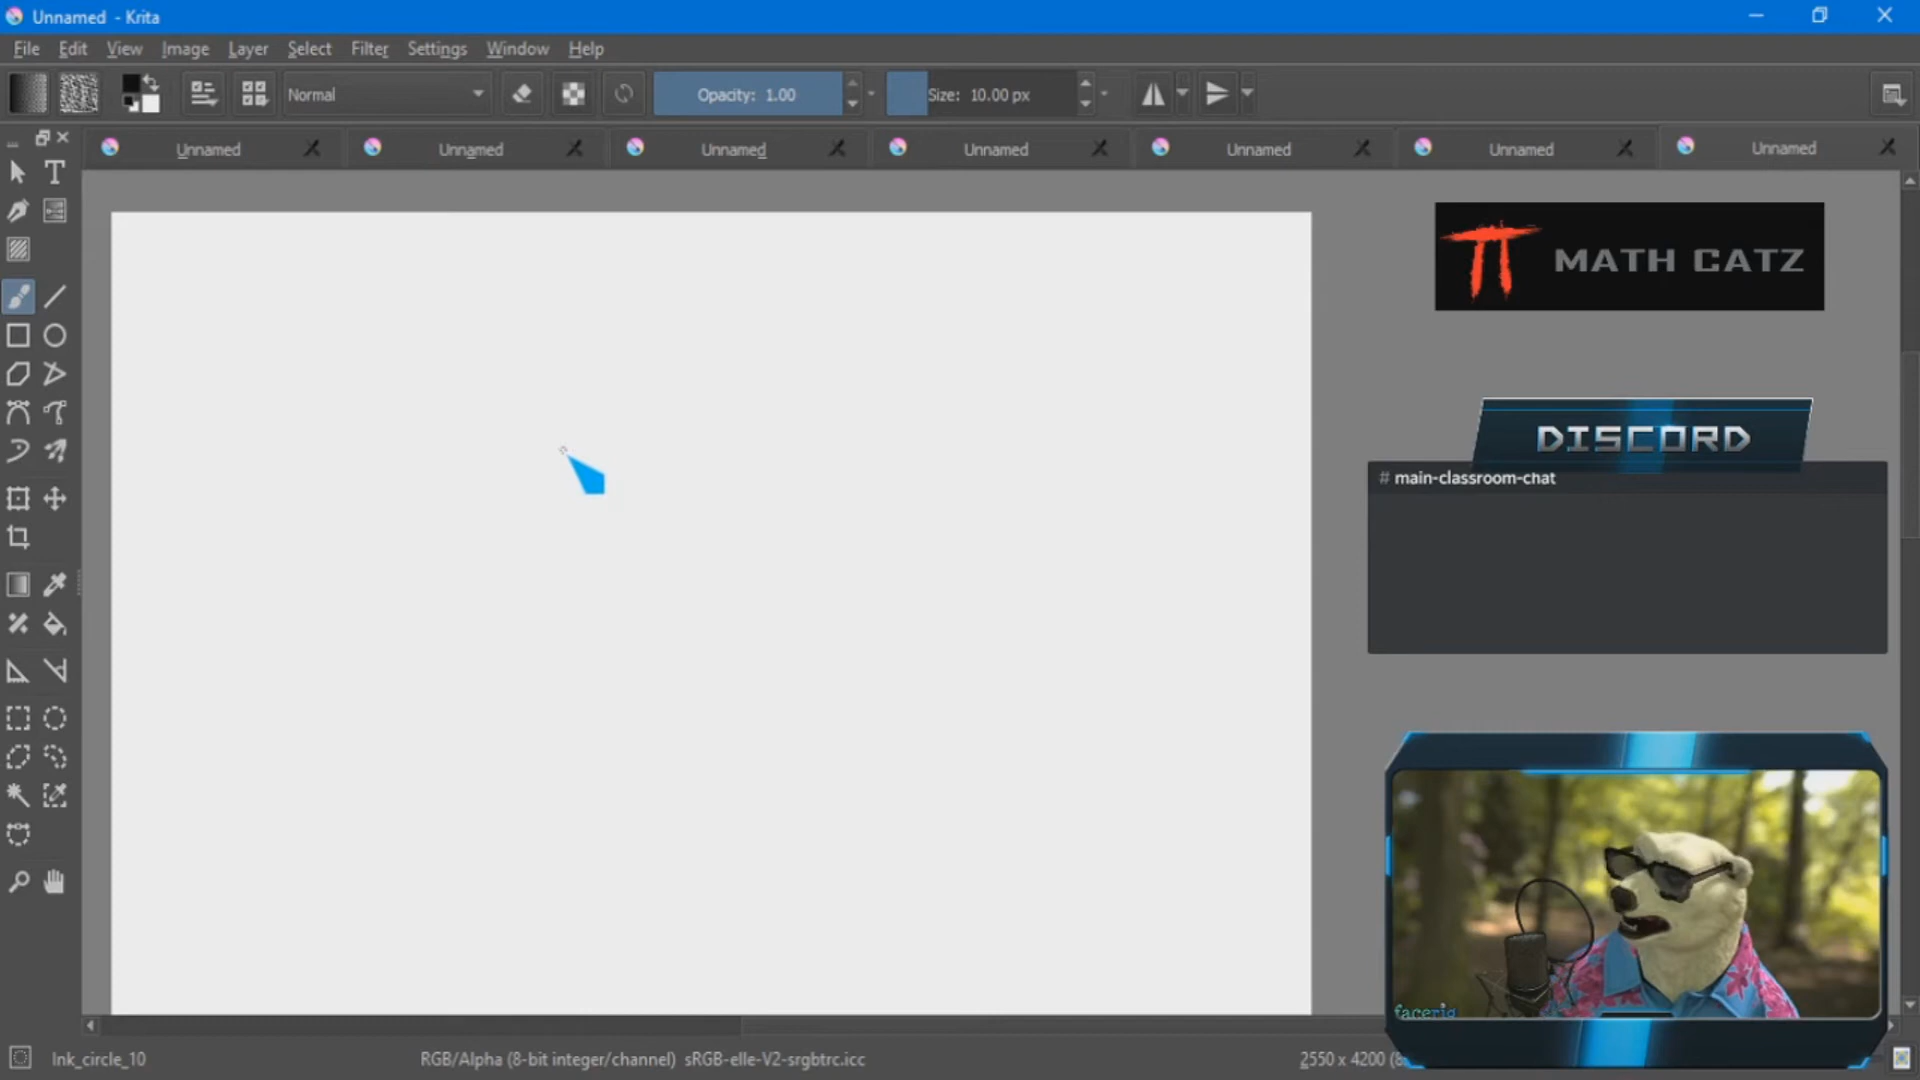 Unnamed - Krita
File Edit View Image Layer Select Filter Settings Window Help
Normal Opacity: 1.00 Size: 10.00 px
Unnamed Unnamed Unnamed Unnamed Unnamed Unnamed Unnamed
T
π MATH CATZ
DISCORD
# main-classroom-chat
facerig
Ink_circle_10 RGB/Alpha (8-bit integer/channel) sRGB-elle-V2-srgbtrc.icc 2550 x 4200